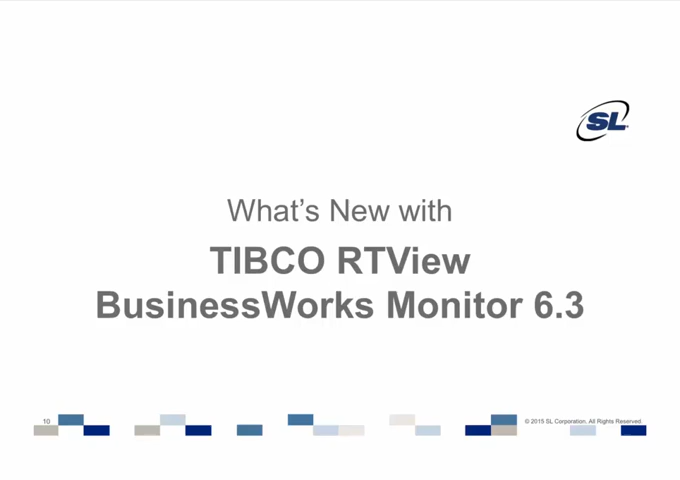 SL
What's New with
TIBCO RTView
BusinessWorks Monitor 6.3
10
© 2015 SL Corporation. All Rights Reserved.